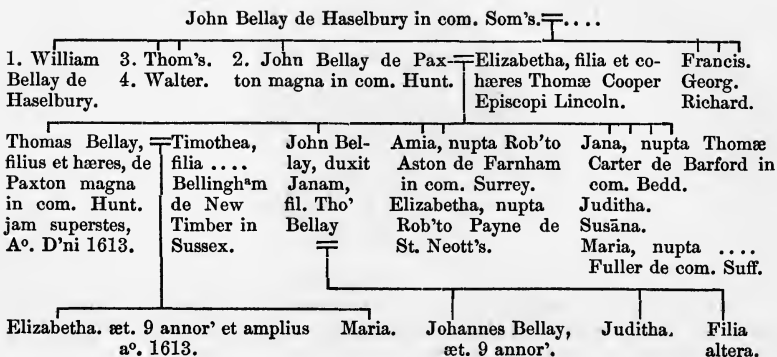 John Bellay de Haselbury in com. Som's.=....
1. William Bellay de Haselbury.
3. Thom's.
4. Walter.
2. John Bellay de Pax-
ton magna in com. Hunt.
=Elizabetha, filia et co-
hæres Thomæ Cooper
Episcopi Lincoln.
Francis.
Georg.
Richard.
Thomas Bellay,
filius et hæres, de
Paxton magna
in com. Hunt.
jam superstes,
Aº. D'ni 1613.
=Timothea,
filia ....
Bellinghᵃm
de New
Timber in
Sussex.
John Bel-
lay, duxit
Janam,
fil. Tho'
Bellay
=
Amia, nupta Rob'to
Aston de Farnham
in com. Surrey.
Elizabetha, nupta
Rob'to Payne de
St. Neott's.
Jana, nupta Thomæ
Carter de Barford in
com. Bedd.
Juditha.
Susāna.
Maria, nupta ....
Fuller de com. Suff.
Elizabetha. æt. 9 annor' et amplius
aº. 1613.
Maria.
Johannes Bellay,
æt. 9 annor'.
Juditha.
Filia
altera.